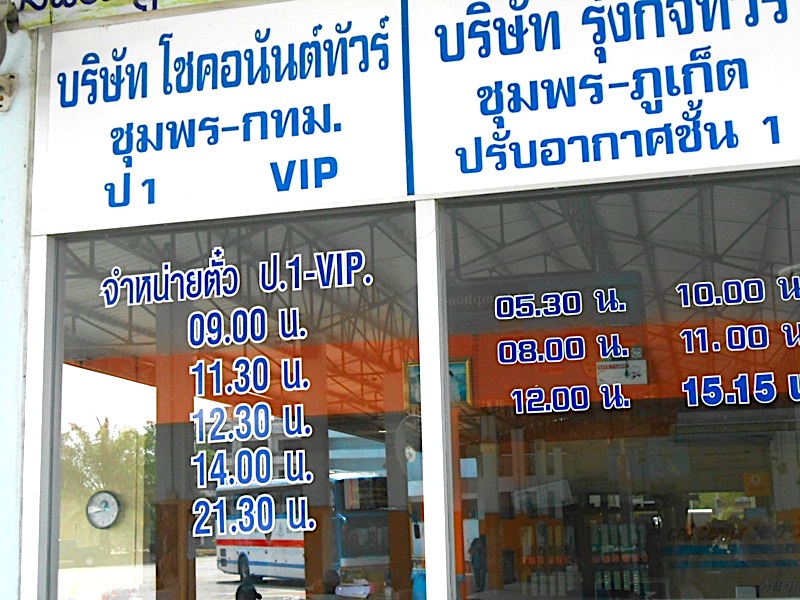 บริษัท โชคอนันต์ทัวร์
ชุมพร-กทม.
ป 1 VIP
บริษัท รุ่งกิจทัวร์
ชุมพร-ภูเก็ต
ปรับอากาศชั้น 1
จำหน่ายตั๋ว ป.1-VIP.
09.00 น.
11.30 น.
12.30 น.
14.00 น.
21.30 น.
05.30 น. 10.00 น
08.00 น. 11.00 น
12.00 น. 15.15 น